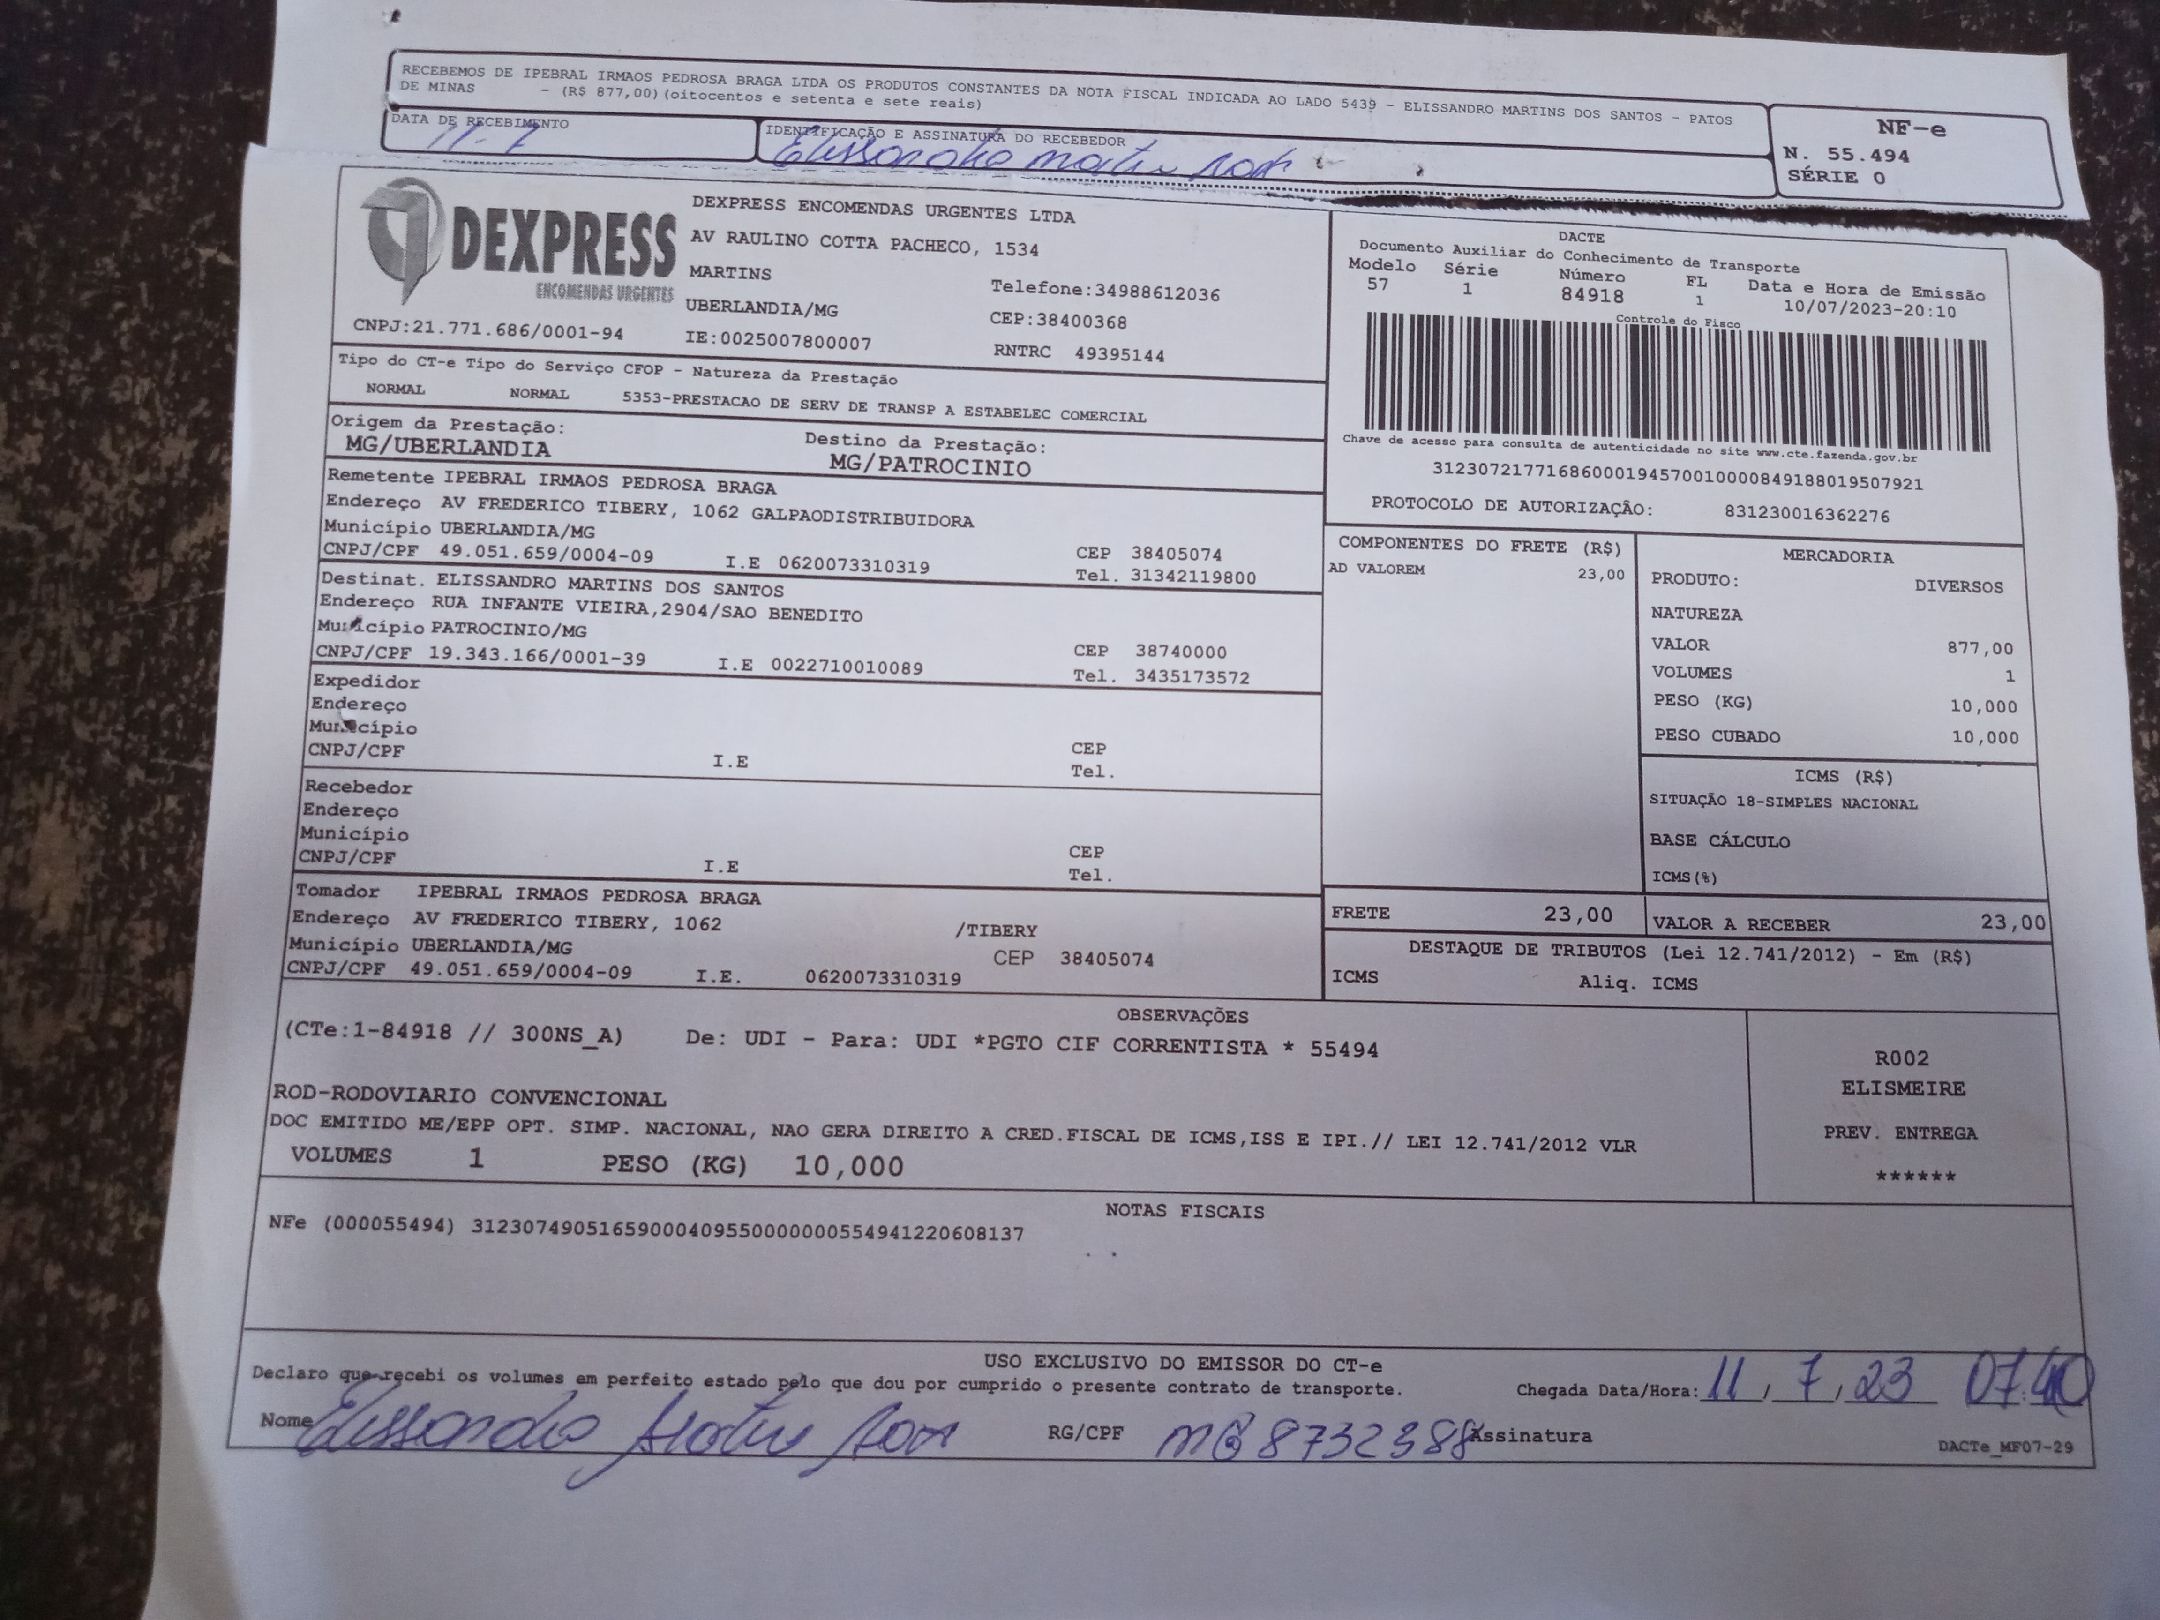 RECEBEMOS DE IPEBRAL IRMAOS PEDROSA BRAGA LTDA OS PRODUTOS CONSTANTES DA NOTA FISCAL INDICADA AO LADO 5439 - ELISSANDRO MARTINS DOS SANTOS - PATOS
DE MINAS - (R$ 877,00)(oitocentos e setenta e sete reais)
DATA DE RECEBIMENTO
11-7
IDENTIFICAÇÃO E ASSINATURA DO RECEBEDOR
Elissandro Martins
NF-e
N. 55.494
SÉRIE 0
DEXPRESS
ENCOMENDAS URGENTES
CNPJ:21.771.686/0001-94
DEXPRESS ENCOMENDAS URGENTES LTDA
AV RAULINO COTTA PACHECO, 1534
MARTINS
Telefone:34988612036
UBERLANDIA/MG
CEP:38400368
IE:0025007800007
RNTRC 49395144
DACTE
Documento Auxiliar do Conhecimento de Transporte
Modelo Série Número FL Data e Hora de Emissão
57 1 84918 1 10/07/2023-20:10
Controle do Fisco
Chave de acesso para consulta de autenticidade no site www.cte.fazenda.gov.br
31230721771686000194570010000849188019507921
PROTOCOLO DE AUTORIZAÇÃO: 831230016362276
Tipo do CT-e Tipo do Serviço CFOP - Natureza da Prestação
NORMAL NORMAL 5353-PRESTACAO DE SERV DE TRANSP A ESTABELEC COMERCIAL
Origem da Prestação: Destino da Prestação:
MG/UBERLANDIA MG/PATROCINIO
Remetente IPEBRAL IRMAOS PEDROSA BRAGA
Endereço AV FREDERICO TIBERY, 1062 GALPAODISTRIBUIDORA
Município UBERLANDIA/MG CEP 38405074
CNPJ/CPF 49.051.659/0004-09 I.E 0620073310319 Tel. 31342119800
Destinat. ELISSANDRO MARTINS DOS SANTOS
Endereço RUA INFANTE VIEIRA,2904/SAO BENEDITO
Município PATROCINIO/MG CEP 38740000
CNPJ/CPF 19.343.166/0001-39 I.E 0022710010089 Tel. 3435173572
Expedidor
Endereço
Município CEP
CNPJ/CPF I.E Tel.
Recebedor
Endereço
Município CEP
CNPJ/CPF I.E Tel.
Tomador IPEBRAL IRMAOS PEDROSA BRAGA
Endereço AV FREDERICO TIBERY, 1062 /TIBERY
Município UBERLANDIA/MG CEP 38405074
CNPJ/CPF 49.051.659/0004-09 I.E. 0620073310319
COMPONENTES DO FRETE (R$)
AD VALOREM 23,00
MERCADORIA
PRODUTO: DIVERSOS
NATUREZA
VALOR 877,00
VOLUMES 1
PESO (KG) 10,000
PESO CUBADO 10,000
ICMS (R$)
SITUAÇÃO 18-SIMPLES NACIONAL
BASE CÁLCULO
ICMS(%)
FRETE 23,00 VALOR A RECEBER 23,00
DESTAQUE DE TRIBUTOS (Lei 12.741/2012) - Em (R$)
ICMS Aliq. ICMS
OBSERVAÇÕES
(CTe:1-84918 // 300NS_A) De: UDI - Para: UDI *PGTO CIF CORRENTISTA * 55494
ROD-RODOVIARIO CONVENCIONAL
DOC EMITIDO ME/EPP OPT. SIMP. NACIONAL, NAO GERA DIREITO A CRED.FISCAL DE ICMS,ISS E IPI.// LEI 12.741/2012 VLR
VOLUMES 1 PESO (KG) 10,000
R002
ELISMEIRE
PREV. ENTREGA
******
NOTAS FISCAIS
NFe (000055494) 31230749051659000409550000000554941220608137
USO EXCLUSIVO DO EMISSOR DO CT-e
Declaro que recebi os volumes em perfeito estado pelo que dou por cumprido o presente contrato de transporte.
Chegada Data/Hora: 11/7/23 07:40
Nome Elissandro RG/CPF MG 8732388 Assinatura
DACTe_MF07-29